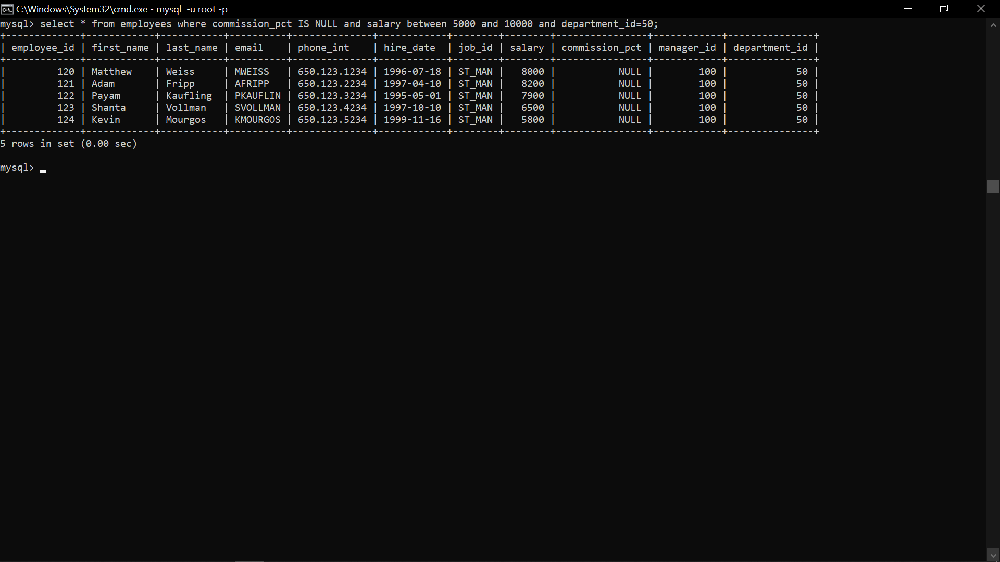 C:\Windows\System32\cmd.exe - mysql  -u root -p
mysql> select * from employees where commission_pct IS NULL and salary between 5000 and 10000 and department_id=50;
+-------------+------------+-----------+----------+--------------+------------+--------+--------+----------------+------------+---------------+
| employee_id | first_name | last_name | email    | phone_int    | hire_date  | job_id | salary | commission_pct | manager_id | department_id |
+-------------+------------+-----------+----------+--------------+------------+--------+--------+----------------+------------+---------------+
|         120 | Matthew    | Weiss     | MWEISS   | 650.123.1234 | 1996-07-18 | ST_MAN |   8000 |           NULL |        100 |            50 |
|         121 | Adam       | Fripp     | AFRIPP   | 650.123.2234 | 1997-04-10 | ST_MAN |   8200 |           NULL |        100 |            50 |
|         122 | Payam      | Kaufling  | PKAUFLIN | 650.123.3234 | 1995-05-01 | ST_MAN |   7900 |           NULL |        100 |            50 |
|         123 | Shanta     | Vollman   | SVOLLMAN | 650.123.4234 | 1997-10-10 | ST_MAN |   6500 |           NULL |        100 |            50 |
|         124 | Kevin      | Mourgos   | KMOURGOS | 650.123.5234 | 1999-11-16 | ST_MAN |   5800 |           NULL |        100 |            50 |
+-------------+------------+-----------+----------+--------------+------------+--------+--------+----------------+------------+---------------+
5 rows in set (0.00 sec)
mysql>